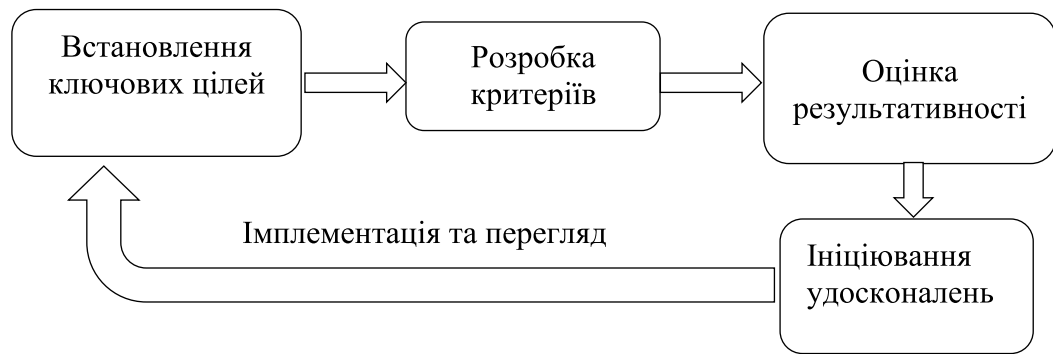 Встановлення
ключових цілей
Розробка
критеріїв
Оцінка
результативності
Імплементація та перегляд
Ініціювання
удосконалень